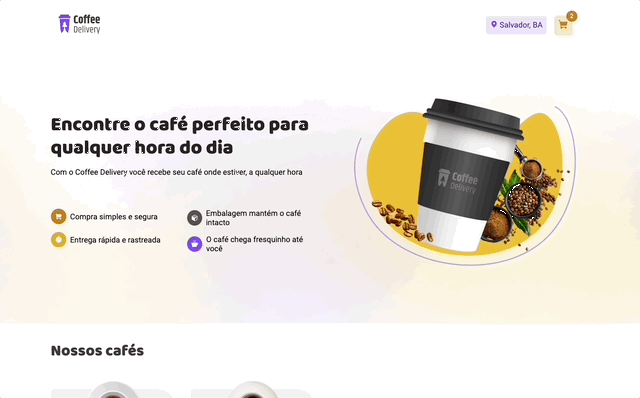 Coffee
Delivery
Salvador, BA
2
Encontre o café perfeito para
qualquer hora do dia
Com o Coffee Delivery você recebe seu café onde estiver, a qualquer hora
Compra simples e segura
Embalagem mantém o café
intacto
Entrega rápida e rastreada
O café chega fresquinho até
você
Coffee
Delivery
Nossos cafés